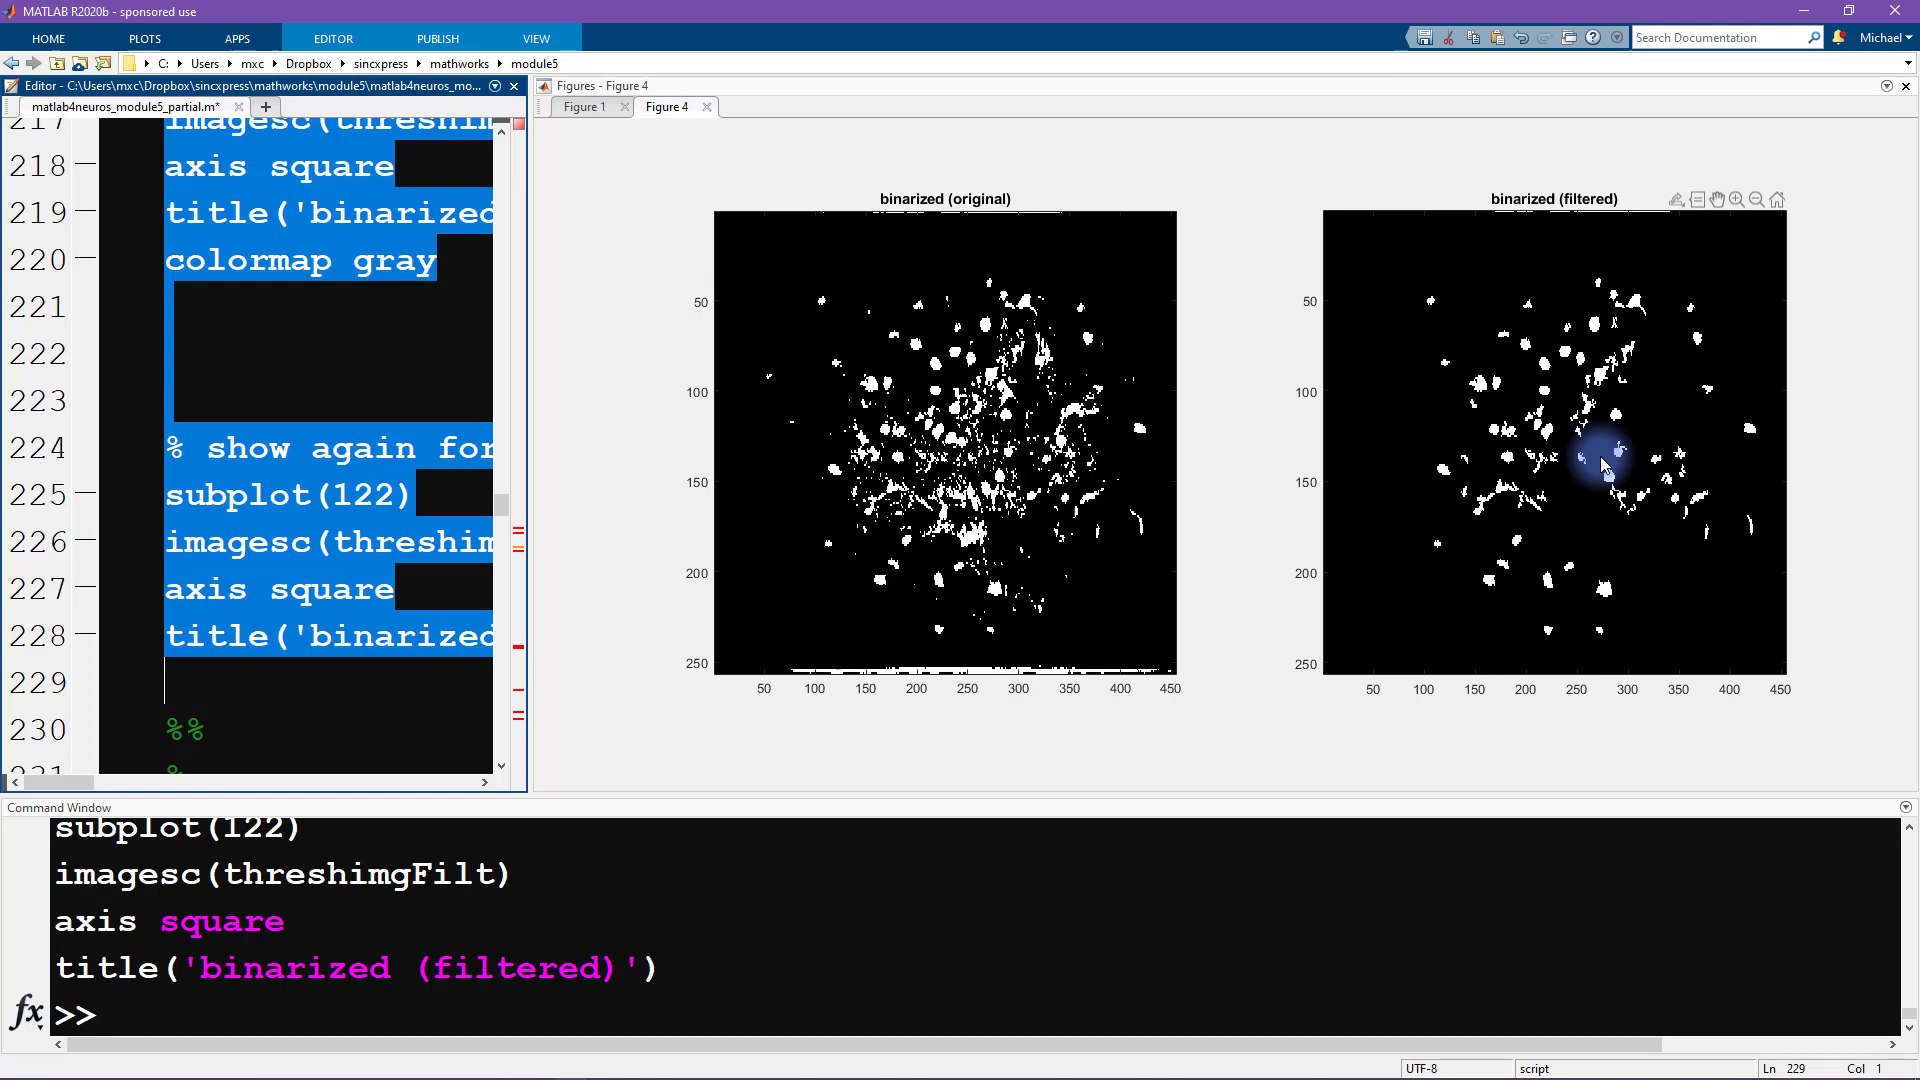 MATLAB R2020b - sponsored use
HOME PLOTS APPS EDITOR PUBLISH VIEW
Search Documentation
Michael
C: Users mxc Dropbox sincxpress mathworks module5
Editor - C:\Users\mxc\Dropbox\sincxpress\mathworks\module5\matlab4neuros_mo...
Figures - Figure 4
matlab4neuros_module5_partial.m*
Figure 1
Figure 4
217 imagesc(threshim
218 axis square
219 title('binarized
220 colormap gray
221
222
223
224 % show again for
225 subplot(122)
226 imagesc(threshim
227 axis square
228 title('binarized
229
230 %%
231 %
binarized (original)
50
100
150
200
250
50 100 150 200 250 300 350 400 450
binarized (filtered)
50
100
150
200
250
50 100 150 200 250 300 350 400 450
Command Window
subplot(122)
imagesc(threshimgFilt)
axis square
title('binarized (filtered)')
fx >>
UTF-8
script
Ln 229 Col 1